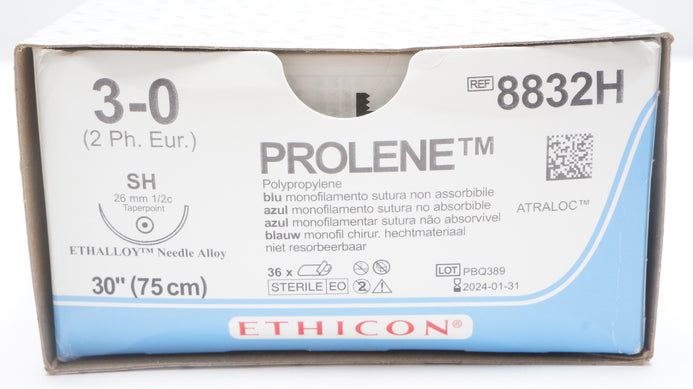 3-0
(2 Ph. Eur.)
REF 8832H
PROLENE™
SH
26 mm 1/2c
Taperpoint
ETHALLOY™ Needle Alloy
30" (75 cm)
Polypropylene
blu monofilamento sutura non assorbibile
azul monofilamento sutura no absorbible
azul monofilamento sutura não absorvível
blauw monofil chirur. hechtmateriaal
niet resorbeerbaar
ATRALOC™
36 x
STERILE EO 2
LOT PBQ389
2024-01-31
ETHICON®